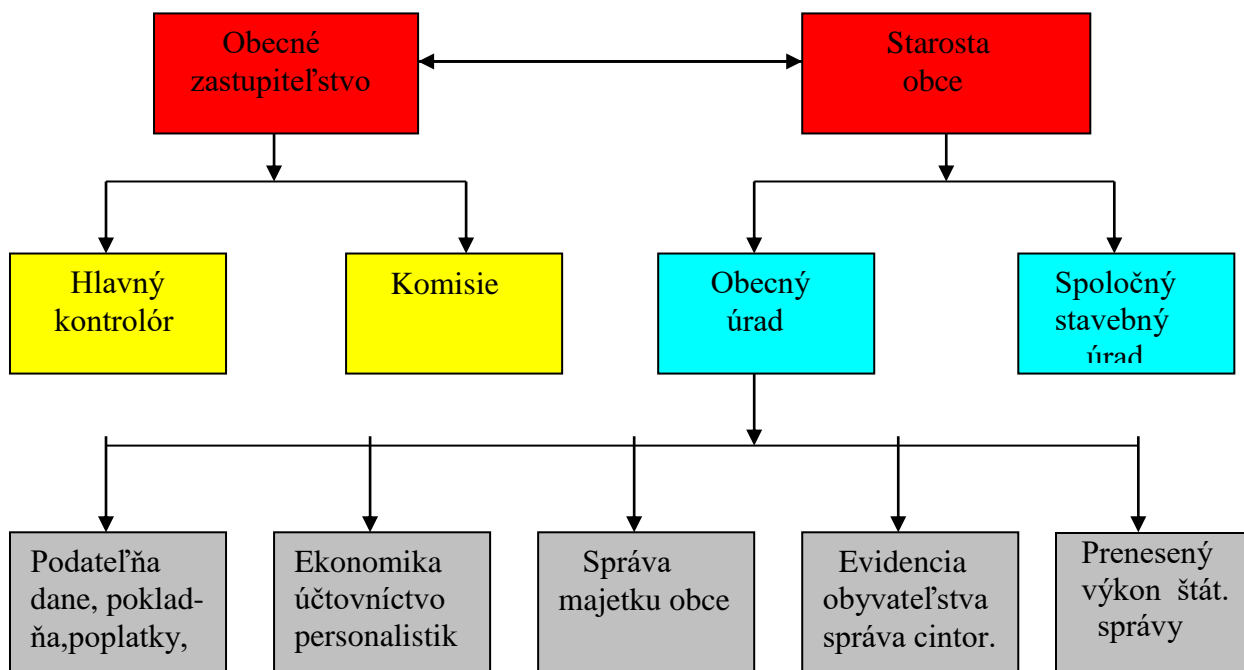 Obecné
zastupiteľstvo
Starosta
obce
Hlavný
kontrolór
Komisie
Obecný
úrad
Spoločný
stavebný
úrad
Podateľňa
dane, poklad-
ňa,poplatky,
Ekonomika
účtovníctvo
personalistik
Správa
majetku obce
Evidencia
obyvateľstva
správa cintor.
Prenesený
výkon štát.
správy